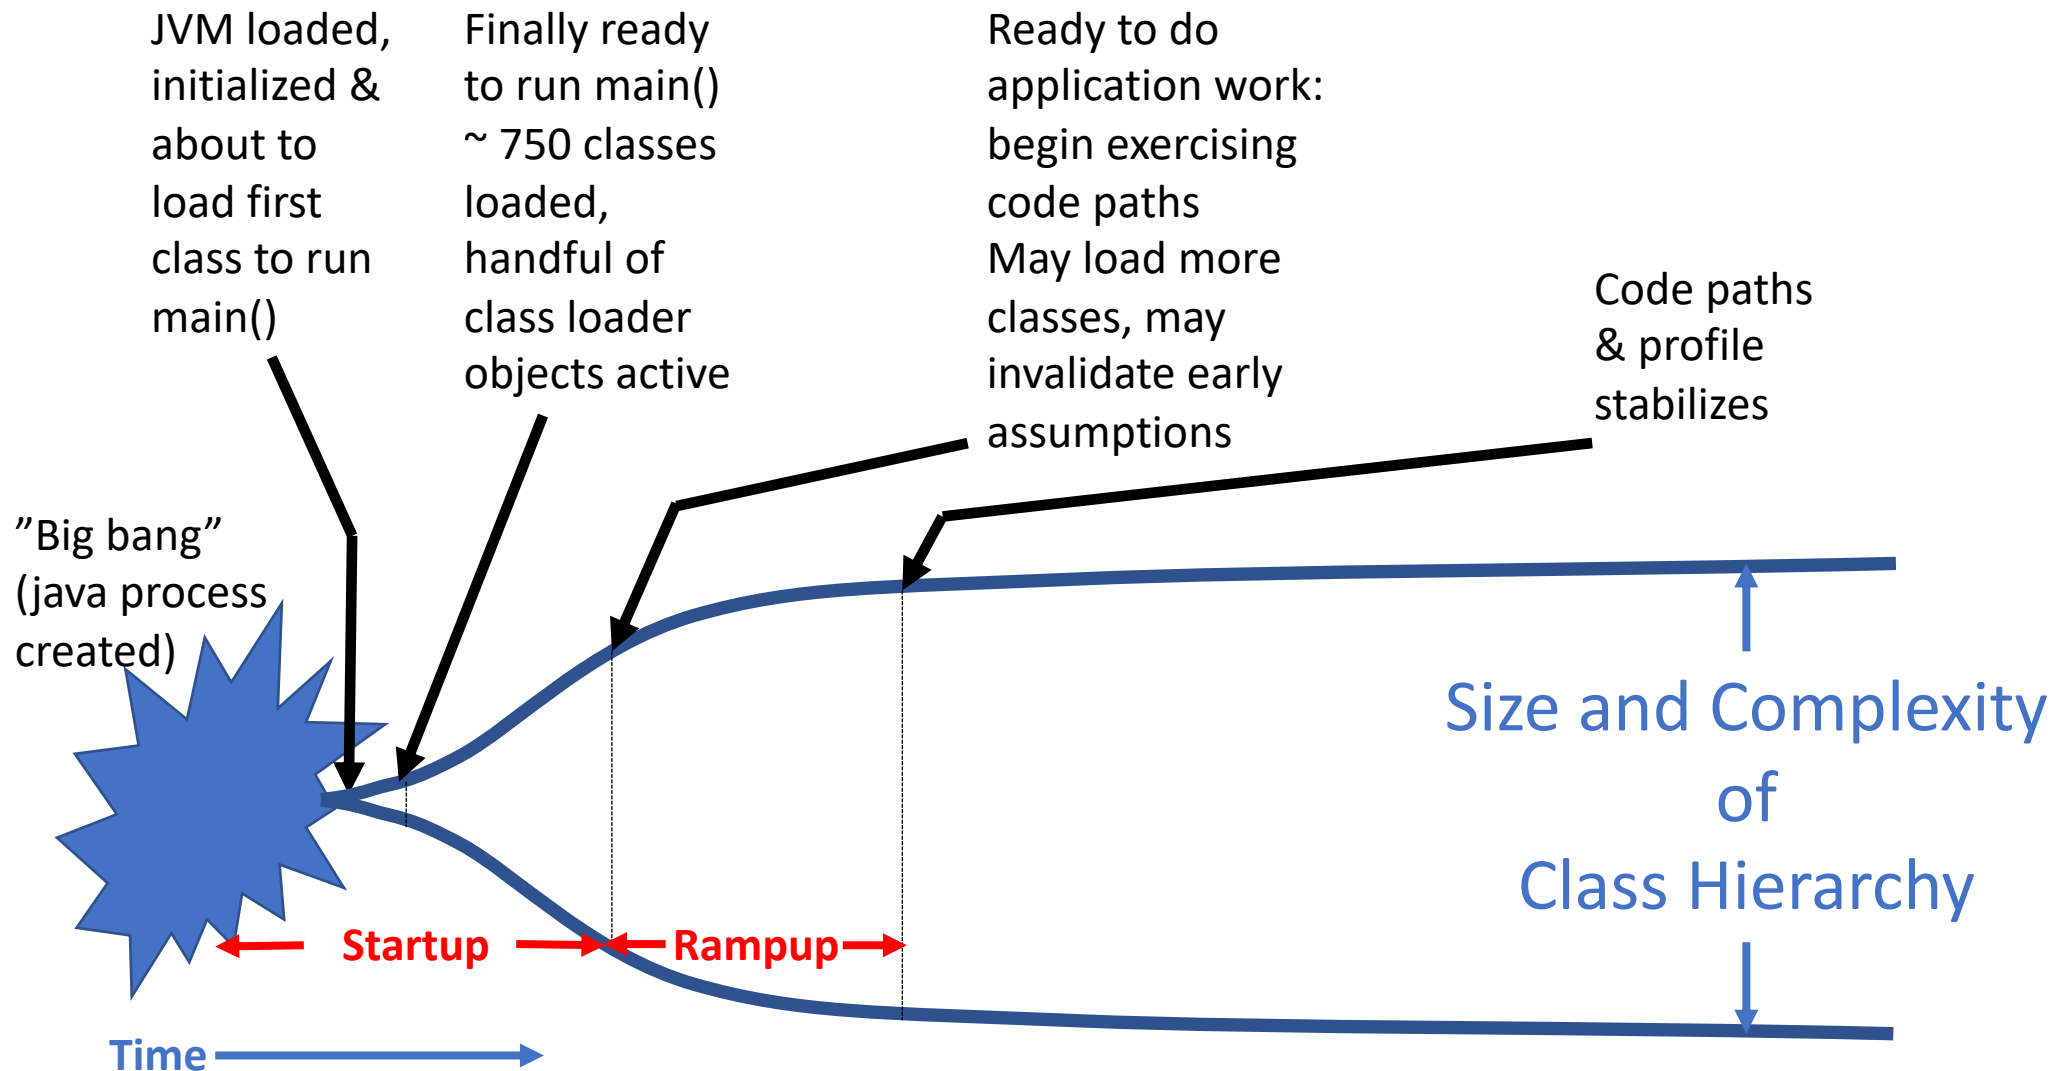 JVM loaded,
initialized &
about to
load first
class to run
main()
Finally ready
to run main()
~ 750 classes
loaded,
handful of
class loader
objects active
Ready to do
application work:
begin exercising
code paths
May load more
classes, may
invalidate early
assumptions
Code paths
& profile
stabilizes
”Big bang”
(java process
created)
Size and Complexity
of
Class Hierarchy
Startup
Rampup
Time